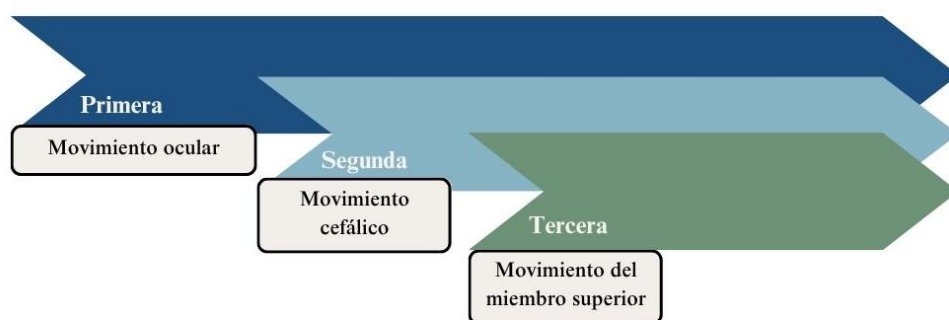 Primera
Movimiento ocular
Segunda
Movimiento
cefálico
Tercera
Movimiento del
miembro superior